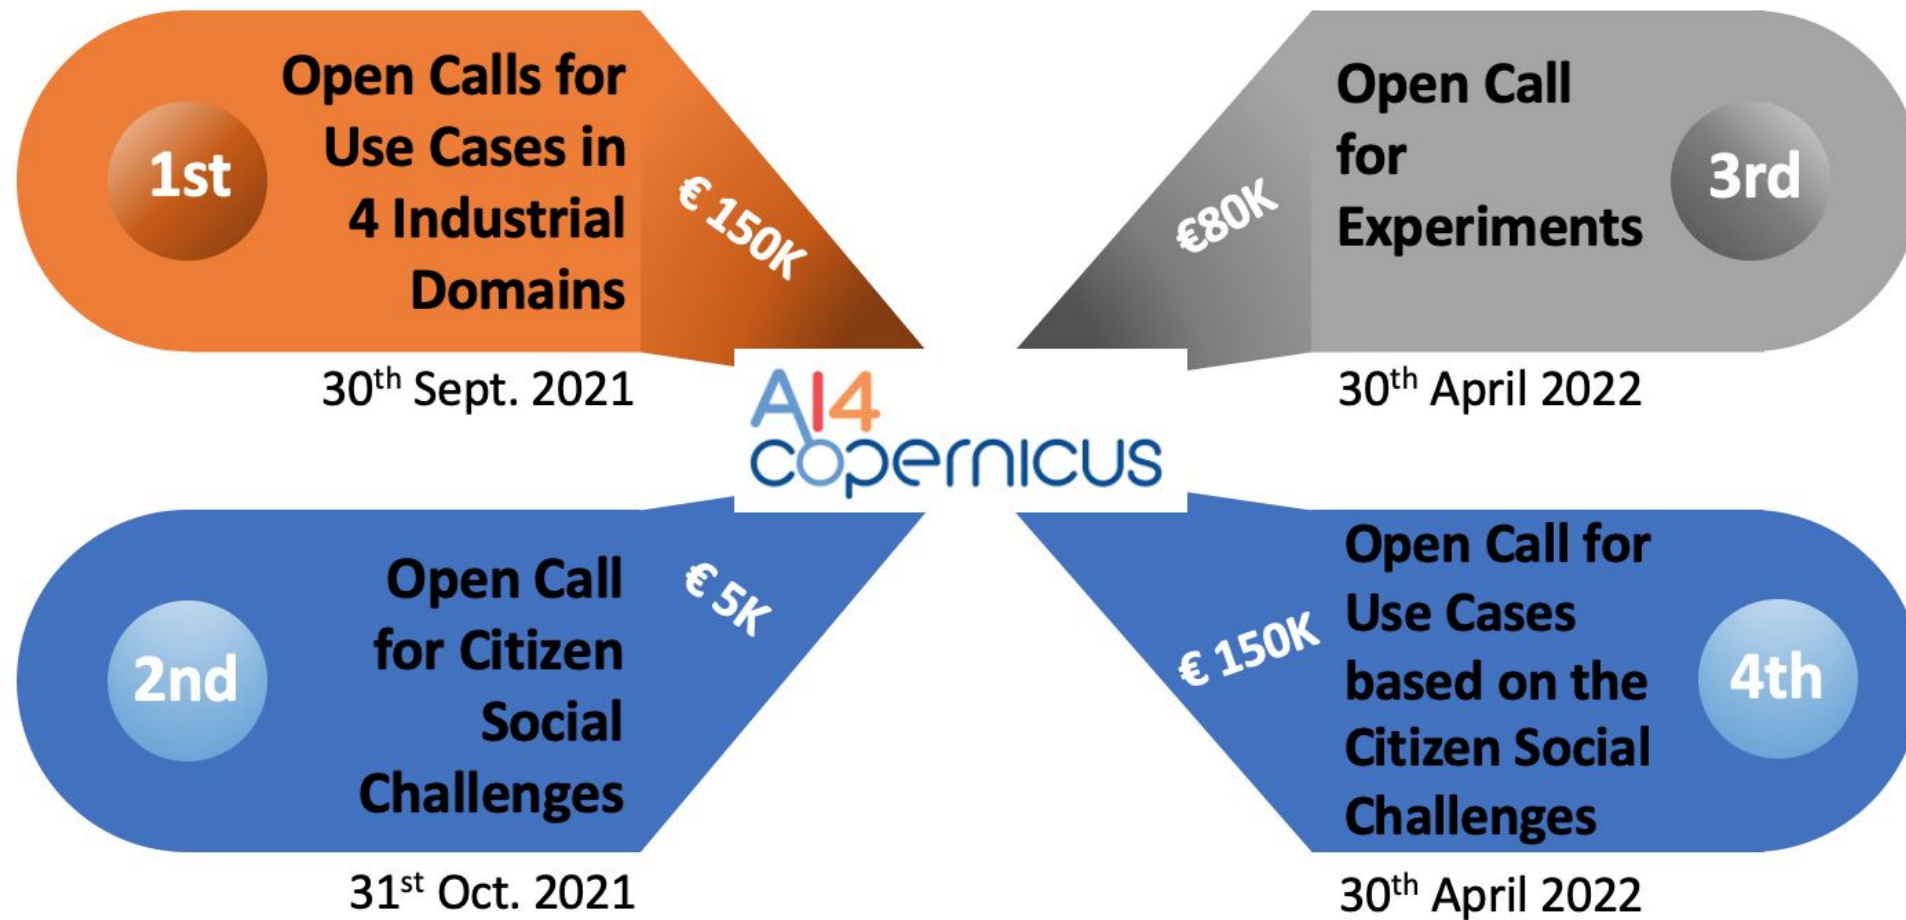 1st
Open Calls for
Use Cases in
4 Industrial
Domains
€ 150K
30th Sept. 2021
€80K
Open Call
for
Experiments
3rd
30th April 2022
AI4
copernicus
2nd
Open Call
for Citizen
Social
Challenges
€ 5K
31st Oct. 2021
€ 150K
Open Call for
Use Cases
based on the
Citizen Social
Challenges
4th
30th April 2022